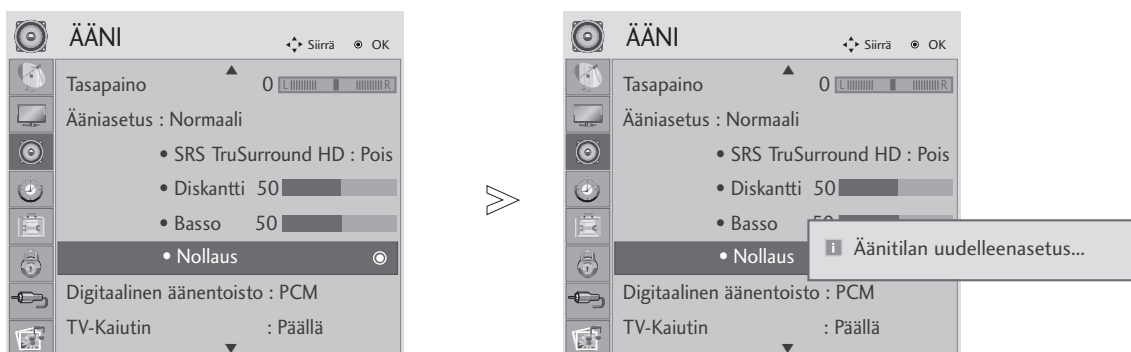 ÄÄNI
Siirrä OK
Tasapaino 0 L R
Ääniasetus : Normaali
• SRS TruSurround HD : Pois
• Diskantti 50
• Basso 50
• Nollaus
Digitaalinen äänentoisto : PCM
TV-Kaiutin : Päällä
ÄÄNI
Siirrä OK
Tasapaino 0 L R
Ääniasetus : Normaali
• SRS TruSurround HD : Pois
• Diskantti 50
• Basso 50
• Nollaus
i Äänitilan uudelleenasetus...
Digitaalinen äänentoisto : PCM
TV-Kaiutin : Päällä